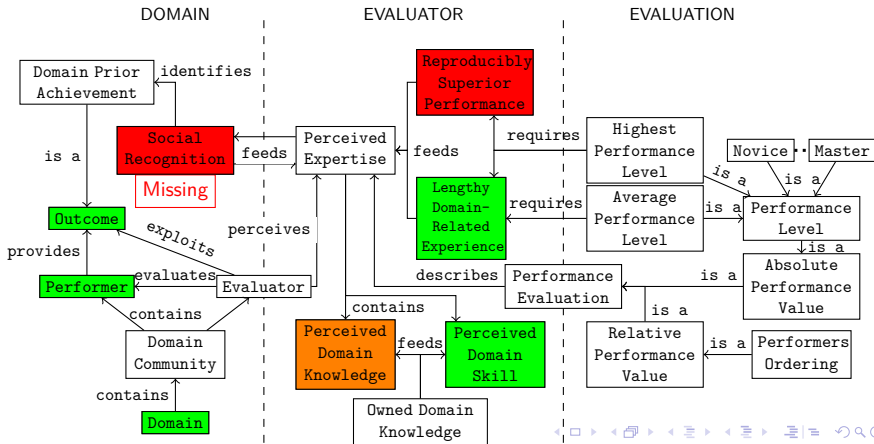 DOMAIN
EVALUATOR
EVALUATION
Domain Prior
Achievement
identifies
Social
Recognition
Missing
feeds
is a
Outcome
exploits
provides
Performer
evaluates
Evaluator
perceives
contains
Domain
Community
contains
Domain
Perceived
Expertise
feeds
Reproducibly
Superior
Performance
Lengthy
Domain-
Related
Experience
requires
requires
describes
contains
Perceived
Domain
Knowledge
feeds
Perceived
Domain
Skill
Owned Domain
Knowledge
Highest
Performance
Level
Average
Performance
Level
is a
is a
Novice
Master
is a
Performance
Level
is a
Performance
Evaluation
is a
Absolute
Performance
Value
is a
Relative
Performance
Value
is a
Performers
Ordering